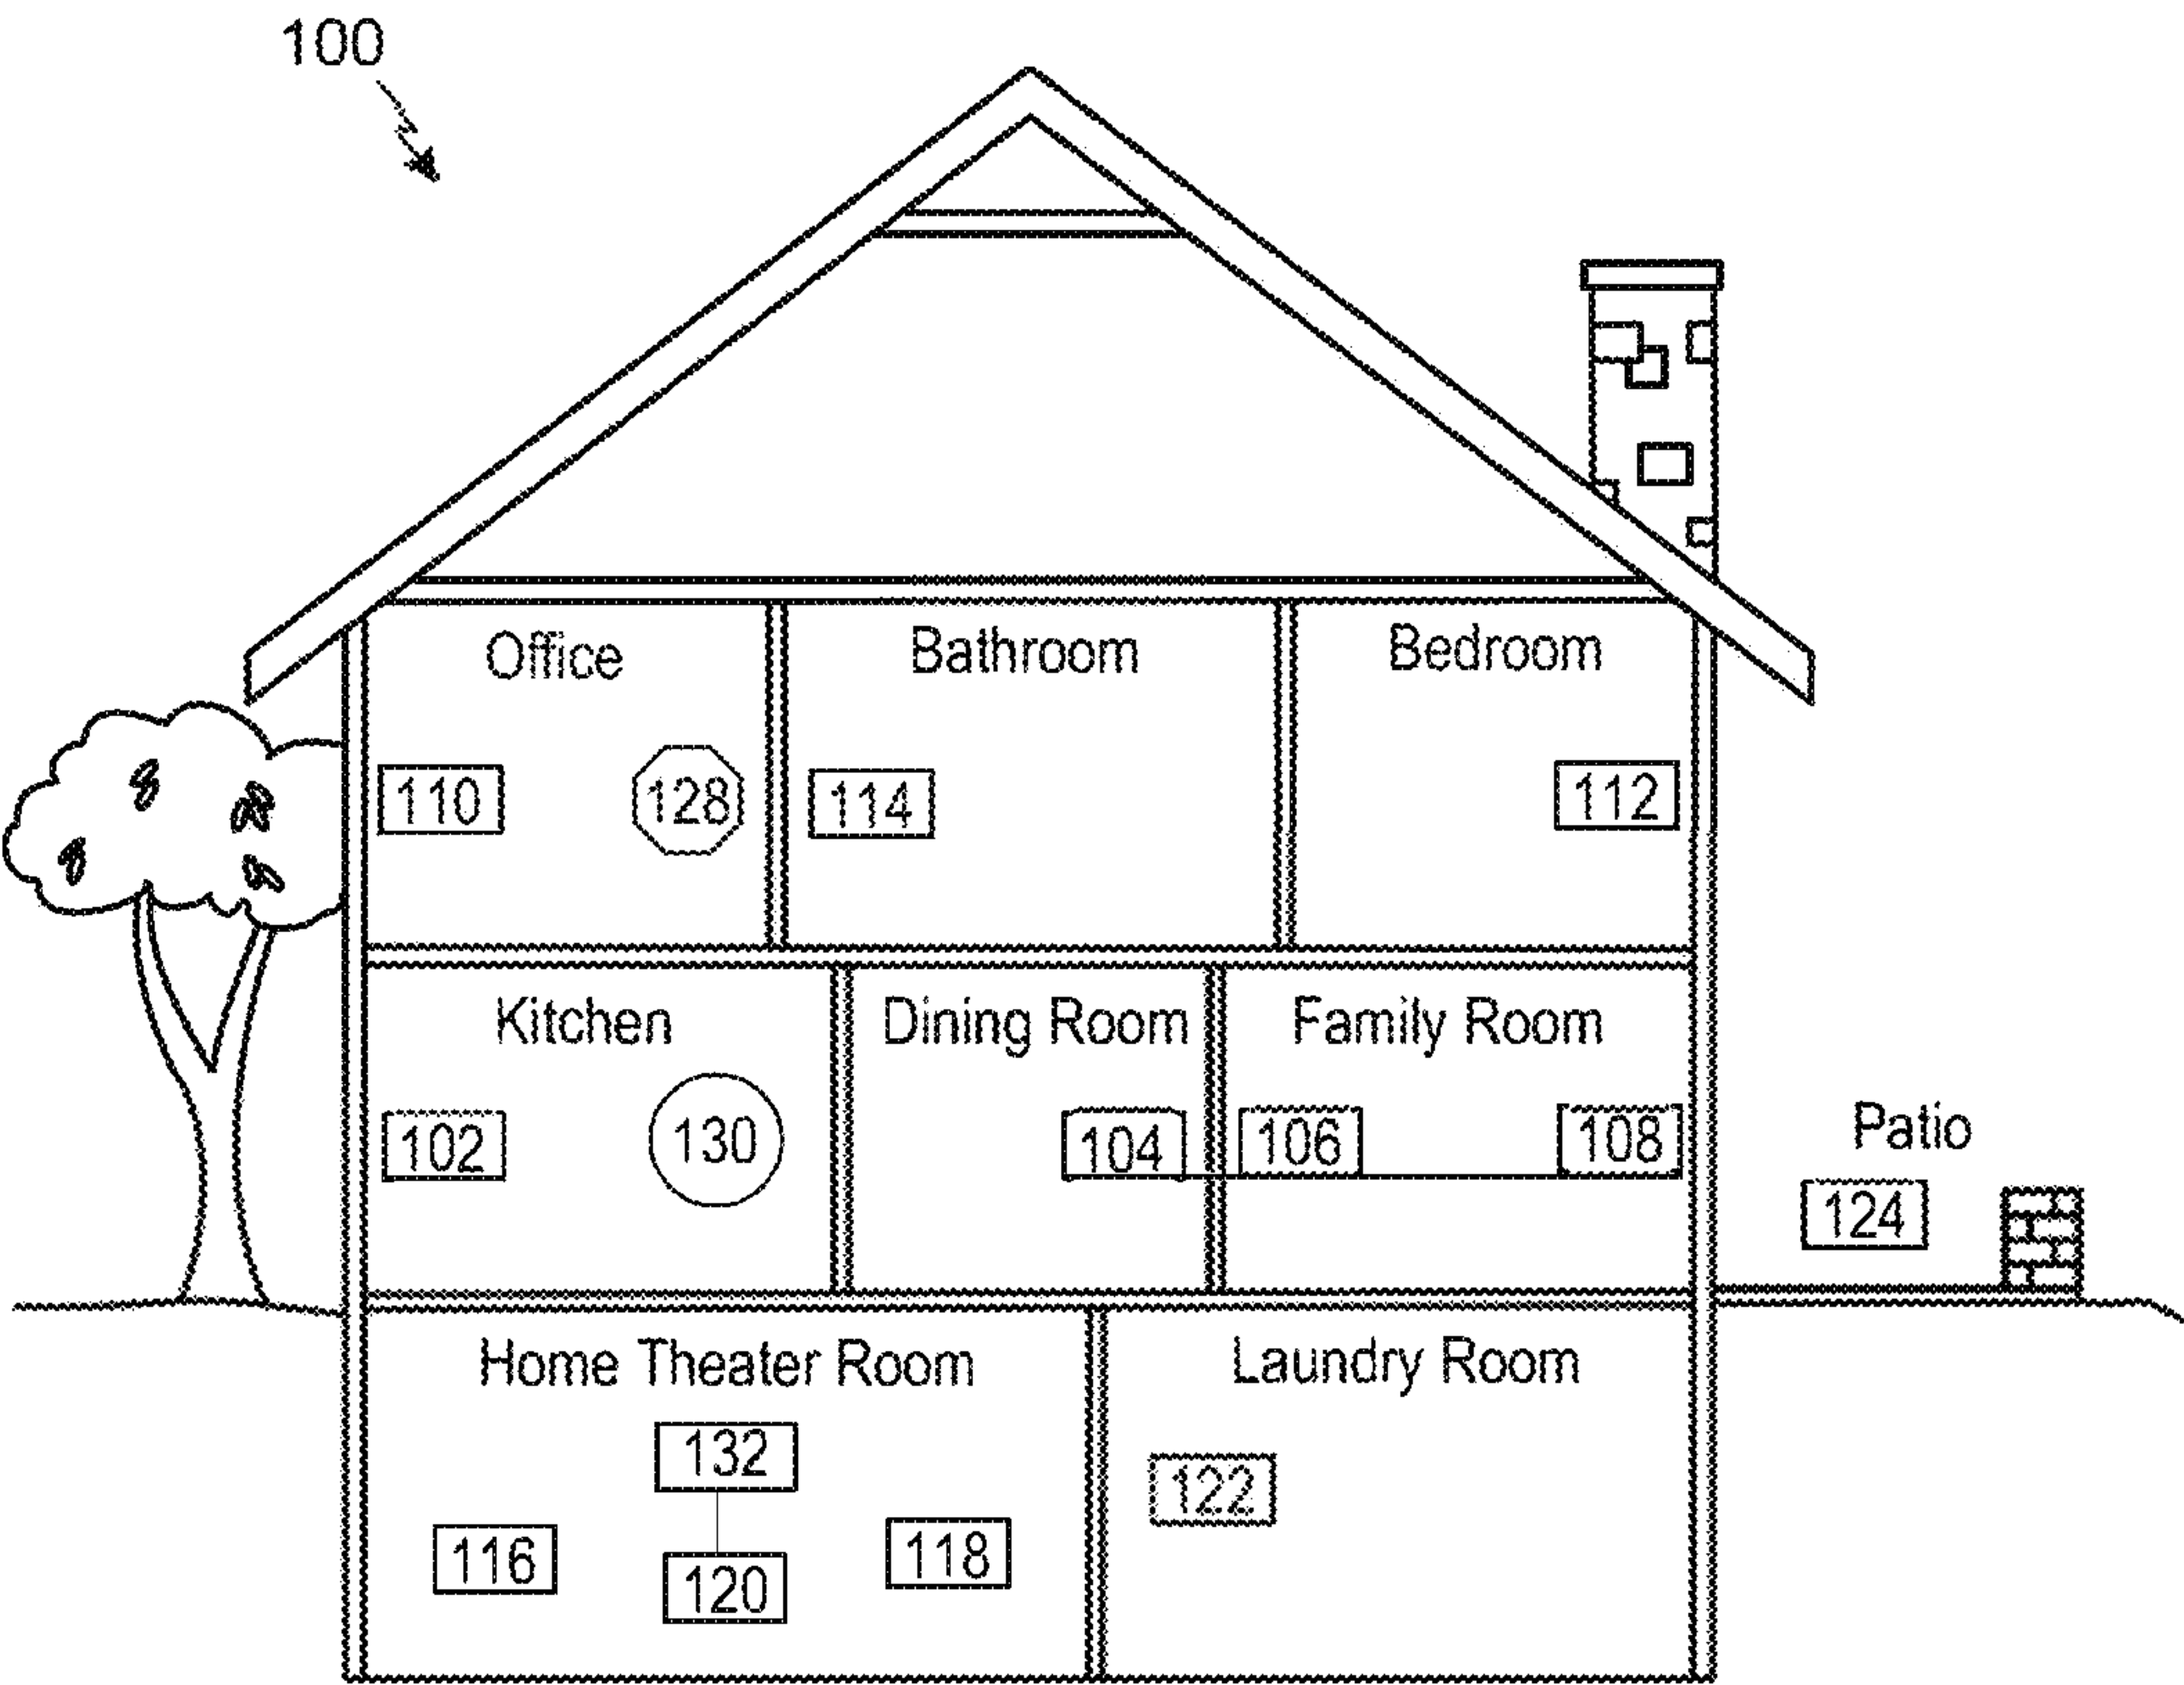 100
Office
Bathroom
Bedroom
110
128
114
112
Kitchen
Dining Room
Family Room
102
130
104
106
108
Patio
124
Home Theater Room
Laundry Room
132
122
116
120
118